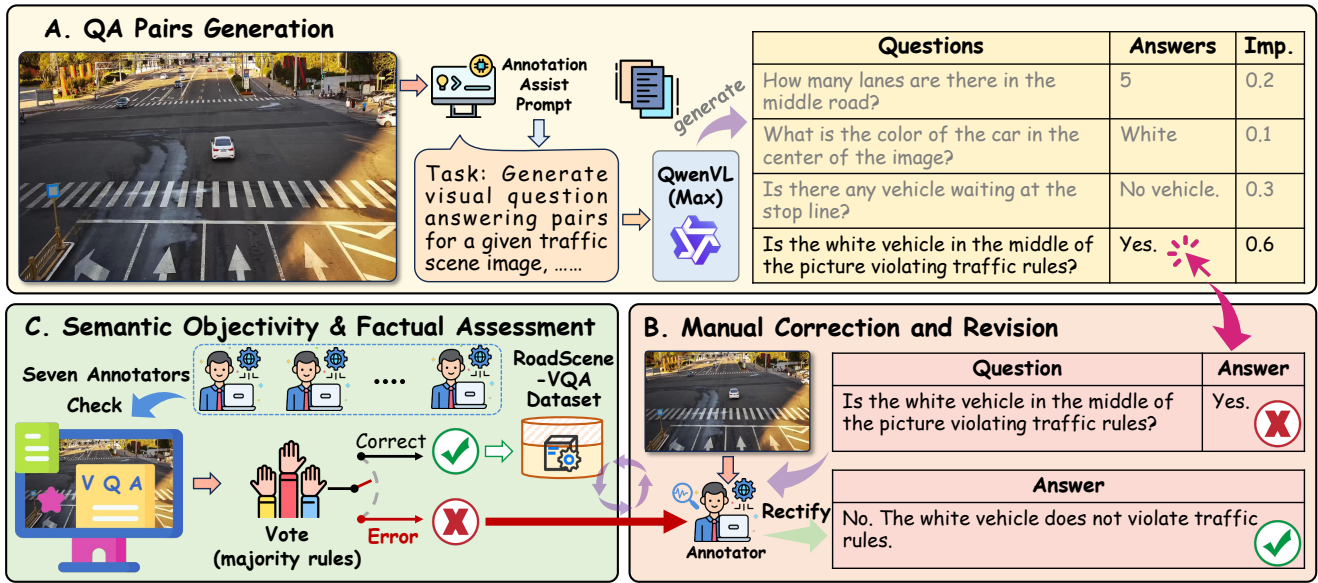 A. QA Pairs Generation
Annotation
Assist
Prompt
Task: Generate
visual question
answering pairs
for a given traffic
scene image, ......
generate
QwenVL
(Max)
Questions Answers Imp.
How many lanes are there in the
middle road?
5 0.2
What is the color of the car in the
center of the image?
White 0.1
Is there any vehicle waiting at the
stop line?
No vehicle. 0.3
Is the white vehicle in the middle of
the picture violating traffic rules?
Yes. 0.6
C. Semantic Objectivity & Factual Assessment
Seven Annotators
Check
....
RoadScene
-VQA
Dataset
V Q A
Vote
(majority rules)
Correct
Error
B. Manual Correction and Revision
Question Answer
Is the white vehicle in the middle of
the picture violating traffic rules?
Yes.
Annotator
Rectify
Answer
No. The white vehicle does not violate traffic
rules.